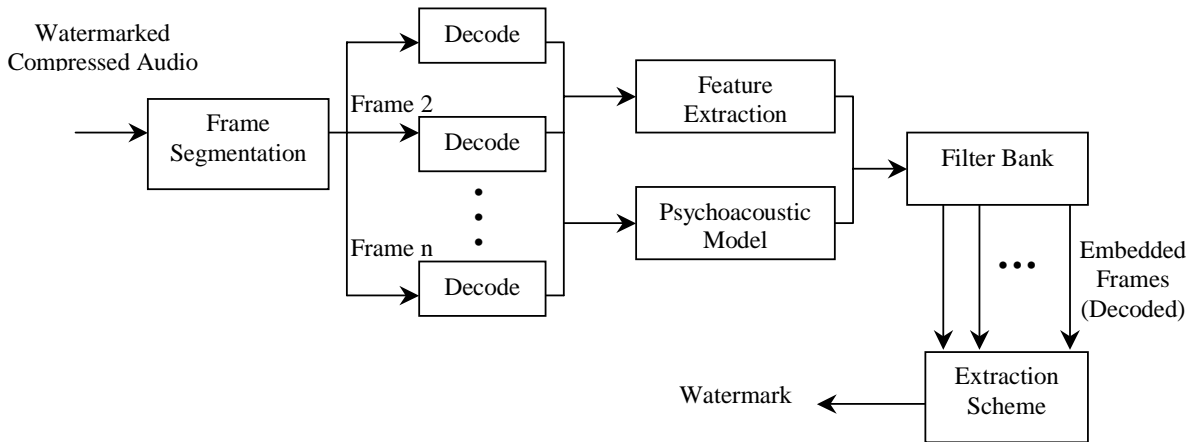 Watermarked
Compressed Audio
Frame
Segmentation
Frame 2
Frame n
Decode
Decode
Decode
Feature
Extraction
Psychoacoustic
Model
Filter Bank
Embedded
Frames
(Decoded)
Extraction
Scheme
Watermark